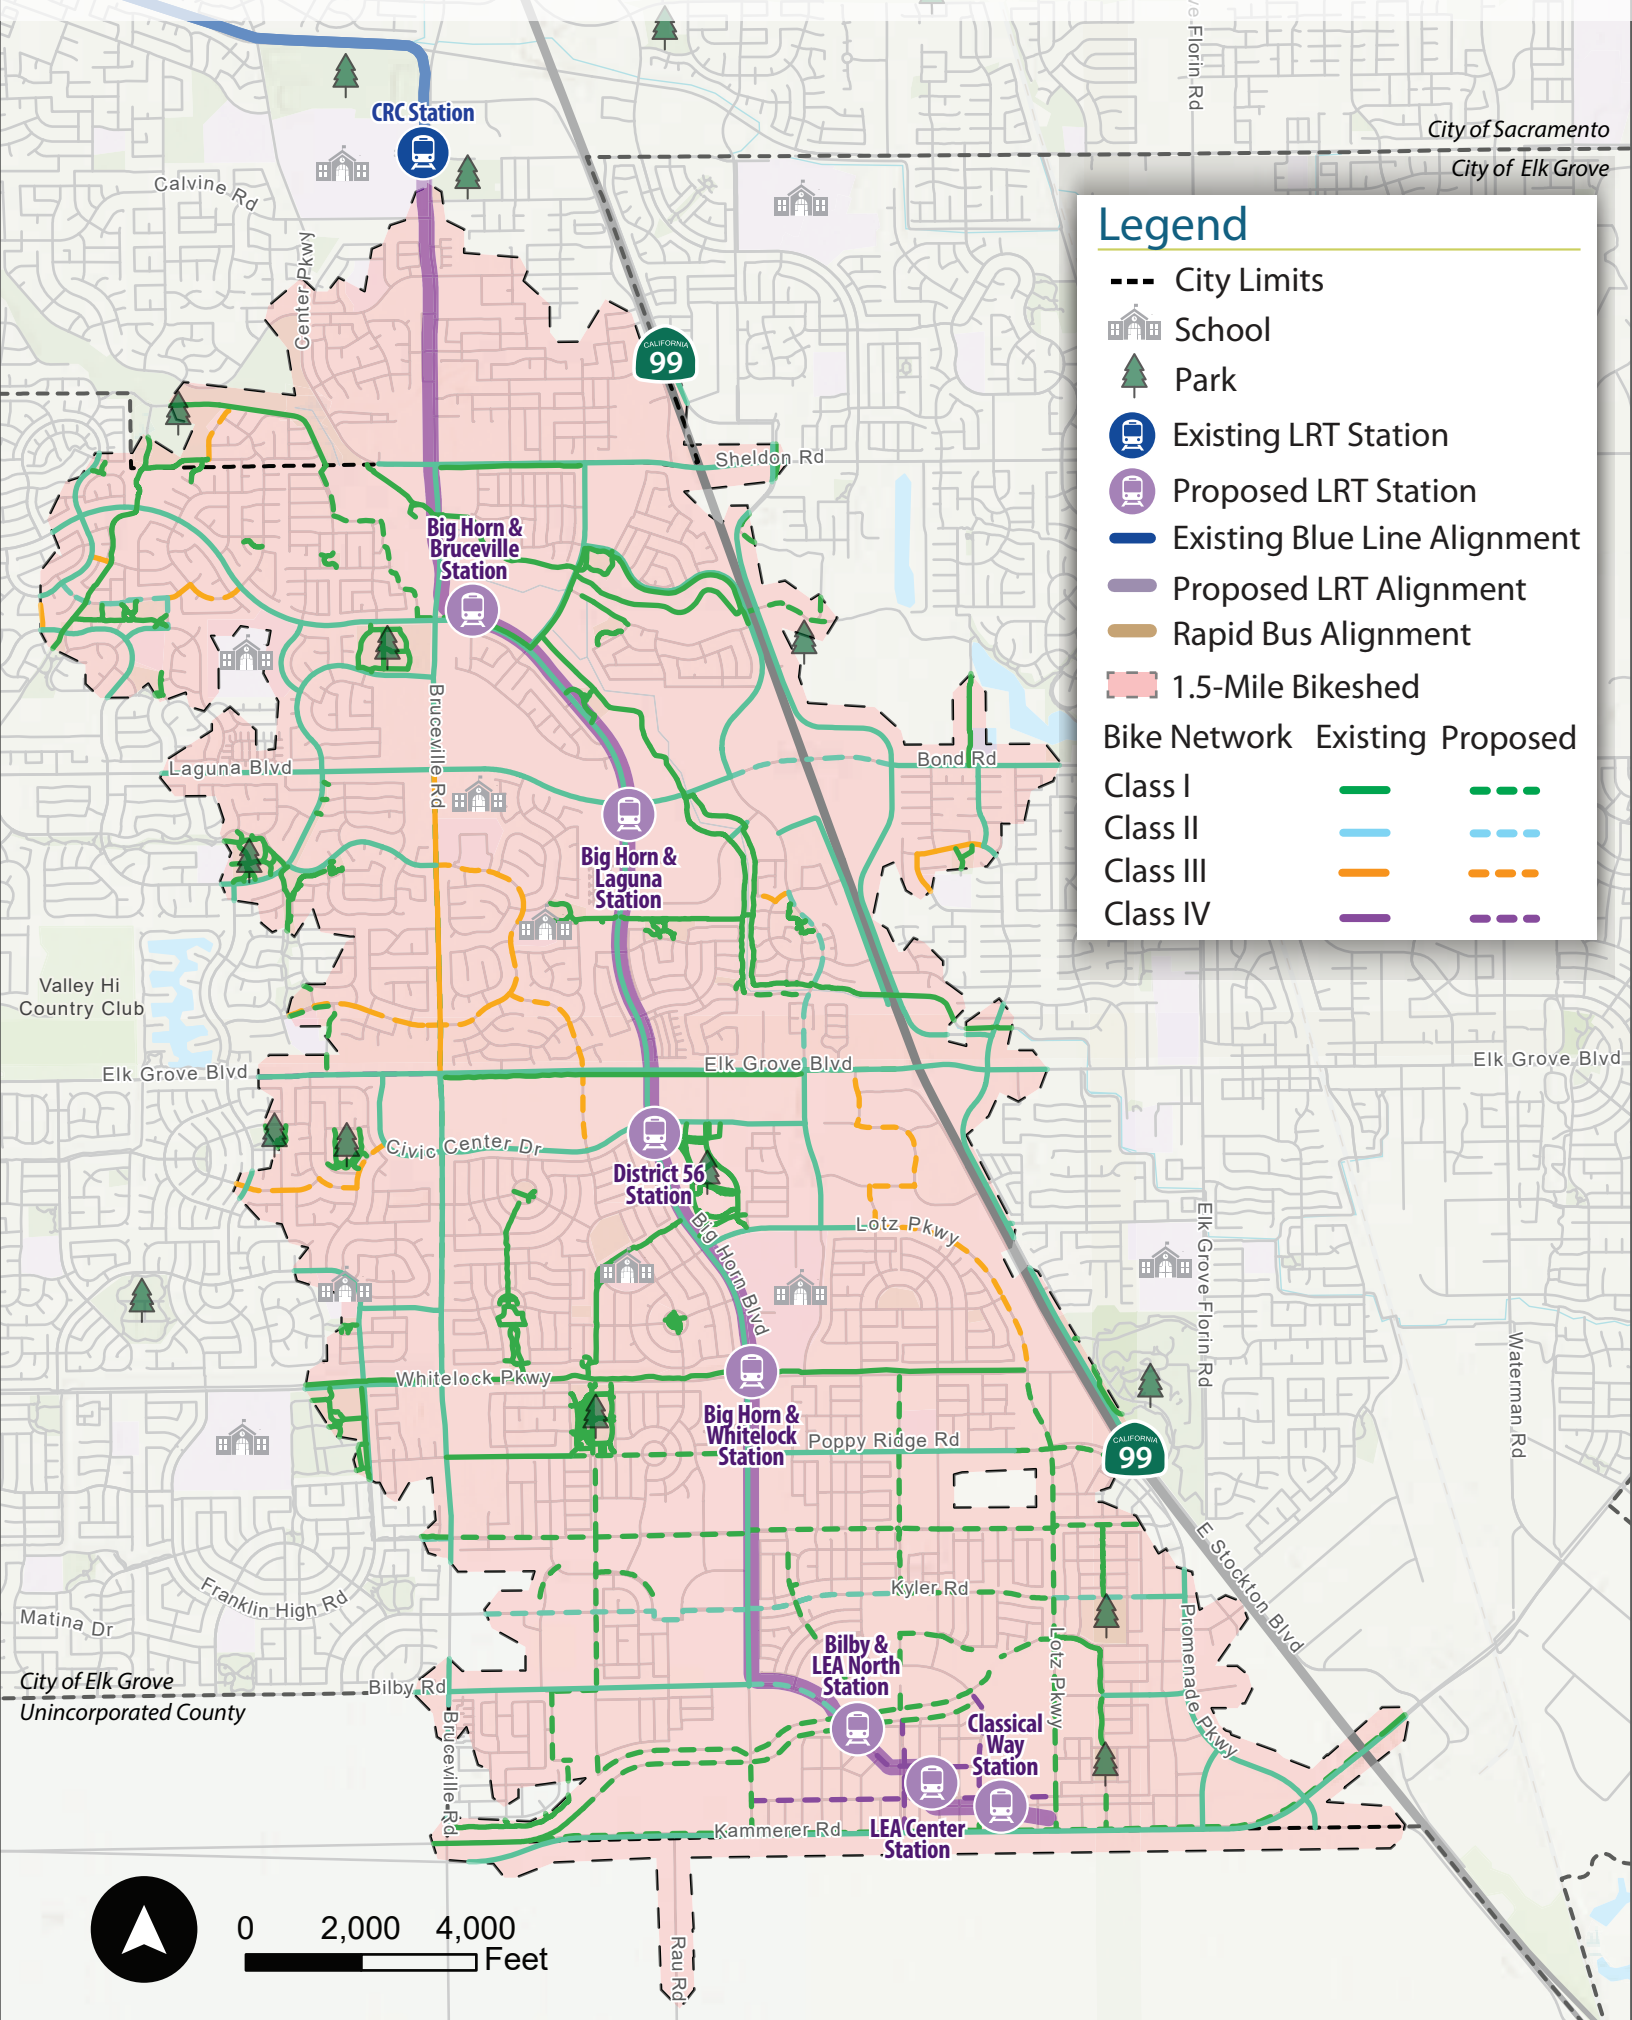 ve Florin Rd
City of Sacramento
City of Elk Grove
CRC Station
Calvine Rd
Center Pkwy
Legend
City Limits
School
Park
Existing LRT Station
Proposed LRT Station
Existing Blue Line Alignment
Proposed LRT Alignment
Rapid Bus Alignment
1.5-Mile Bikeshed
Bike Network Existing Proposed
Class I
Class II
Class III
Class IV
CALIFORNIA
99
Sheldon Rd
Big Horn &
Bruceville
Station
Bruceville Rd
Laguna Blvd
Bond Rd
Big Horn &
Laguna
Station
Valley Hi
Country Club
Elk Grove Blvd
Elk Grove Blvd
Elk Grove Blvd
Civic Center Dr
District 56
Station
Big Horn Blvd
Lotz Pkwy
Elk Grove Florin Rd
Waterman Rd
Whitelock Pkwy
Big Horn &
Whitelock
Station
Poppy Ridge Rd
CALIFORNIA
99
E Stockton Blvd
Franklin High Rd
Matina Dr
Kyler Rd
Promenade Pkwy
Lotz Pkwy
Bilby &
LEA North
Station
City of Elk Grove
Unincorporated County
Bilby Rd
Bruceville Rd
Classical
Way
Station
Kammerer Rd
LEA Center
Station
Rau Rd
0 2,000 4,000
Feet